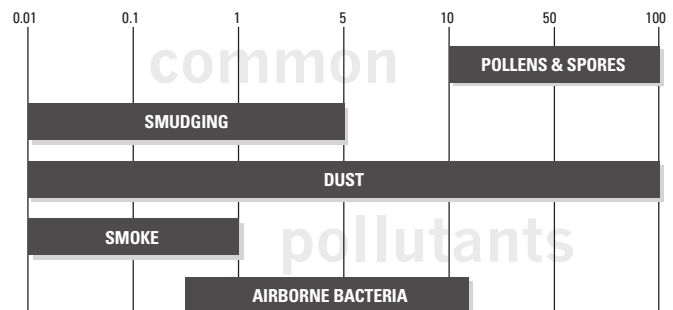 0.01 0.1 1 5 10 50 100
common
POLLENS & SPORES
SMUDGING
DUST
SMOKE
pollutants
AIRBORNE BACTERIA